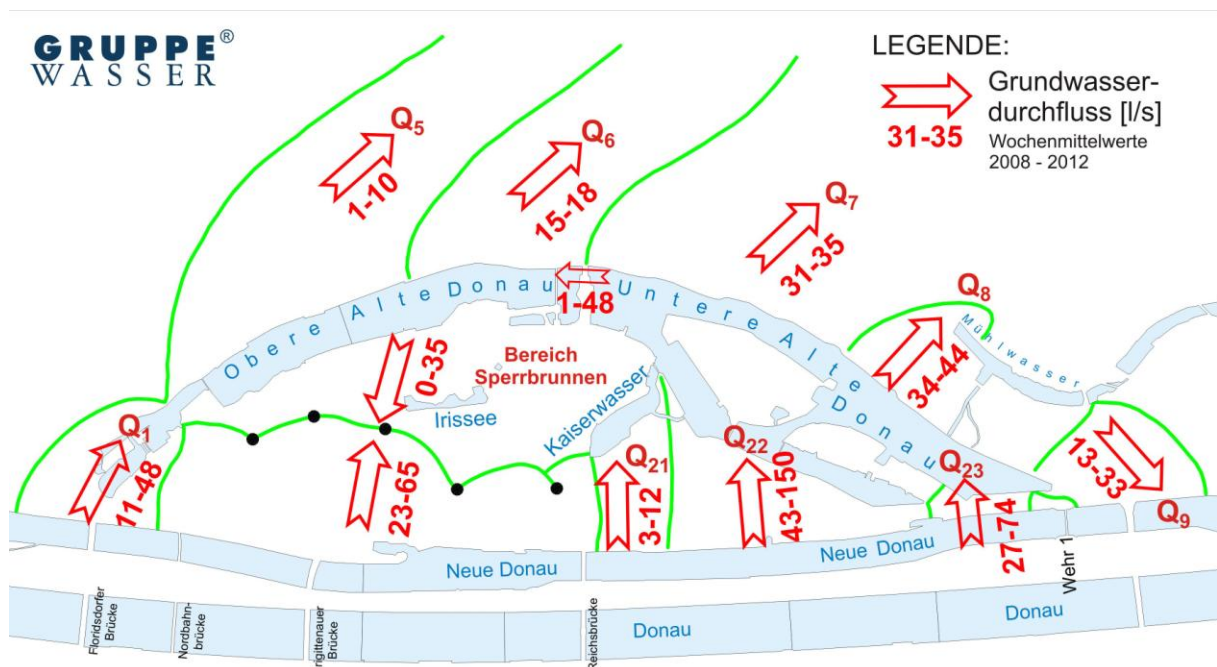 GRUPPE®
WASSER
LEGENDE:
Grundwasser-
durchfluss [l/s]
31-35
Wochenmittelwerte
2008 - 2012
Q5
1-10
Q6
15-18
Q7
31-35
Q8
34-44
Mühlwasser
Obere Alte Donau
1-48
Untere Alte
Donau
0-35
Bereich
Sperrbrunnen
Irissee
Kaiserwasser
Q1
11-48
23-65
Q21
3-12
Q22
43-150
Q23
27-74
13-33
Q9
Neue Donau
Neue Donau
Wehr 1
Floridsdorfer
Brücke
Nordbahn-
brücke
rigittenauer
Brücke
Reichsbrücke
Donau
Donau